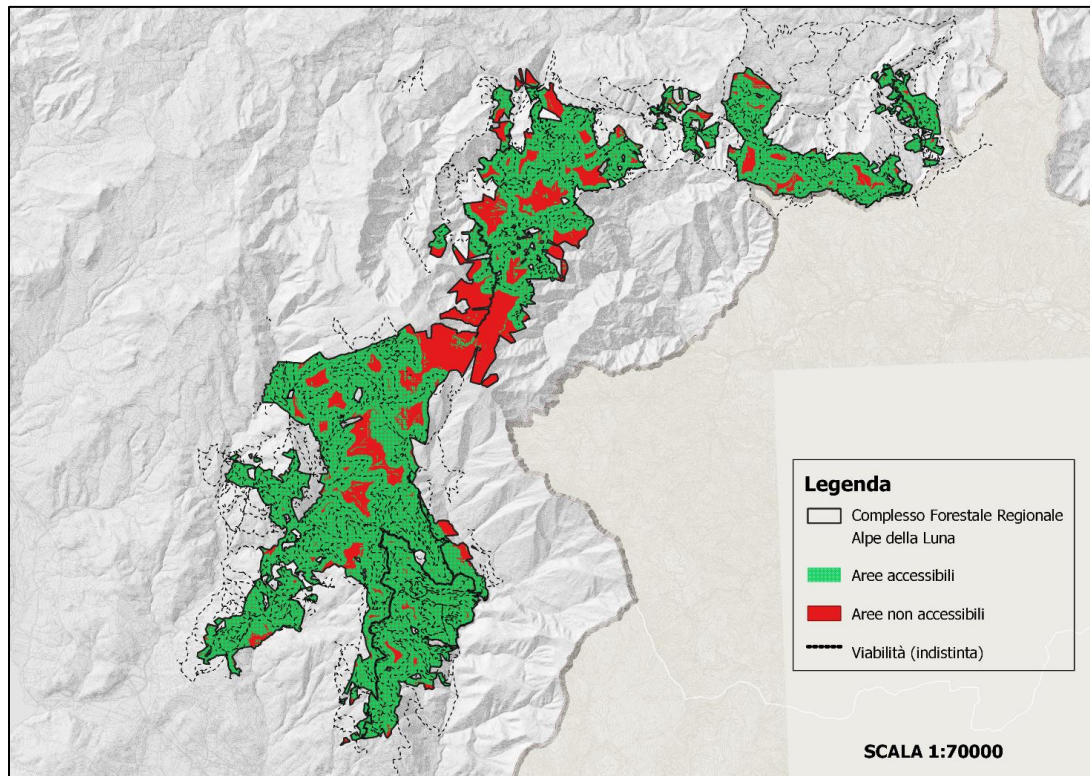 Legenda
Complesso Forestale Regionale
Alpe della Luna
Aree accessibili
Aree non accessibili
Viabilità (indistinta)
SCALA 1:70000